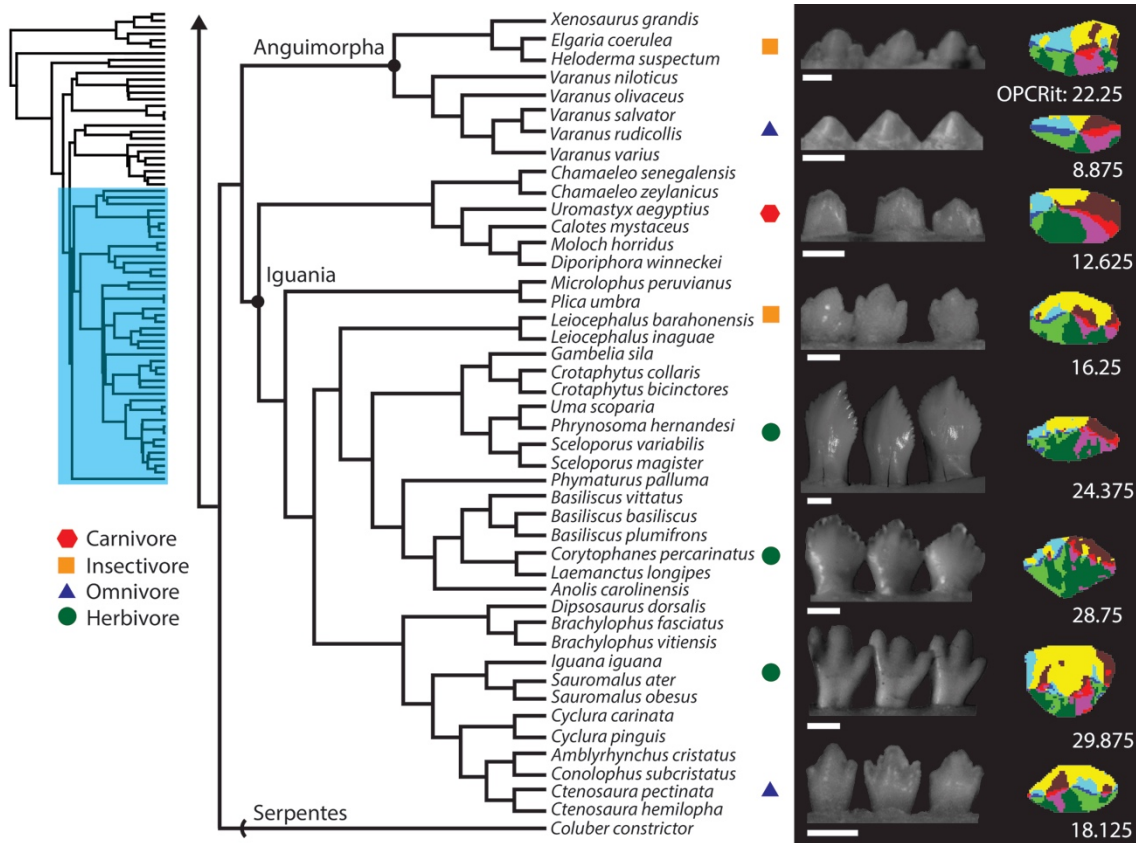 Anguimorpha
Iguania
Serpentes
Xenosaurus grandis
Elgaria coerulea
Heloderma suspectum
Varanus niloticus
Varanus olivaceus
Varanus salvator
Varanus rudicollis
Varanus varius
Chamaeleo senegalensis
Chamaeleo zeylanicus
Uromastyx aegyptius
Calotes mystaceus
Moloch horridus
Diporiphora winneckei
Microlophus peruvianus
Plica umbra
Leiocephalus barahonensis
Leiocephalus inaguae
Gambelia sila
Crotaphytus collaris
Crotaphytus bicinctores
Uma scoparia
Phrynosoma hernandesi
Sceloporus variabilis
Sceloporus magister
Phymaturus palluma
Basiliscus vittatus
Basiliscus basiliscus
Basiliscus plumifrons
Corytophanes percarinatus
Laemanctus longipes
Anolis carolinensis
Dipsosaurus dorsalis
Brachylophus fasciatus
Brachylophus vitiensis
Iguana iguana
Sauromalus ater
Sauromalus obesus
Cyclura carinata
Cyclura pinguis
Amblyrhynchus cristatus
Conolophus subcristatus
Ctenosaura pectinata
Ctenosaura hemilopha
Coluber constrictor
Carnivore
Insectivore
Omnivore
Herbivore
OPCRit: 22.25
8.875
12.625
16.25
24.375
28.75
29.875
18.125